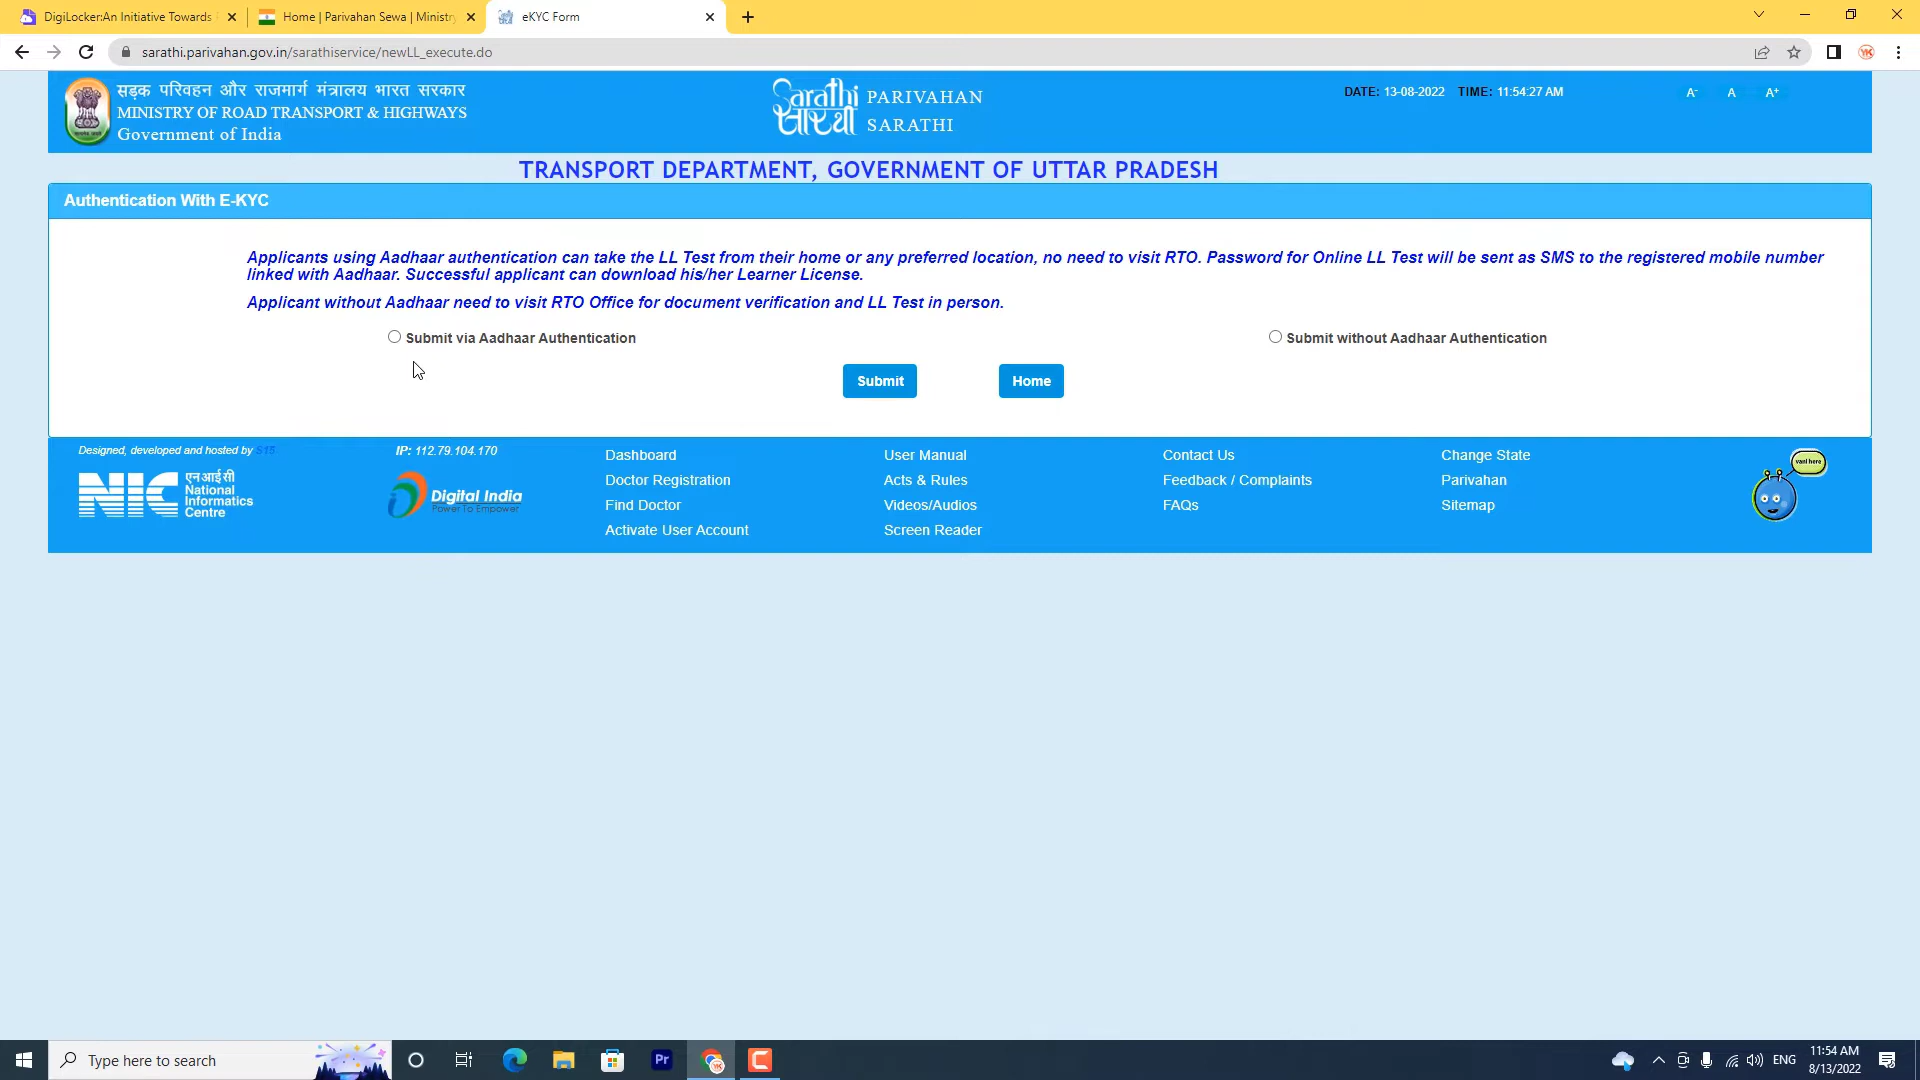 DigiLocker:An Initiative Towards
Home | Parivahan Sewa | Ministry
eKYC Form
sarathi.parivahan.gov.in/sarathiservice/newLL_execute.do
सड़क परिवहन और राजमार्ग मंत्रालय भारत सरकार
MINISTRY OF ROAD TRANSPORT & HIGHWAYS
Government of India
Sarathi
सारथी
PARIVAHAN
SARATHI
DATE: 13-08-2022 TIME: 11:54:27 AM
A- A A+
TRANSPORT DEPARTMENT, GOVERNMENT OF UTTAR PRADESH
Authentication With E-KYC
Applicants using Aadhaar authentication can take the LL Test from their home or any preferred location, no need to visit RTO. Password for Online LL Test will be sent as SMS to the registered mobile number
linked with Aadhaar. Successful applicant can download his/her Learner License.
Applicant without Aadhaar need to visit RTO Office for document verification and LL Test in person.
Submit via Aadhaar Authentication
Submit without Aadhaar Authentication
Submit
Home
Designed, developed and hosted by S15
NIC
एन आई सी
National
Informatics
Centre
IP: 112.79.104.170
Digital India
Power To Empower
Dashboard
Doctor Registration
Find Doctor
Activate User Account
User Manual
Acts & Rules
Videos/Audios
Screen Reader
Contact Us
Feedback / Complaints
FAQs
Change State
Parivahan
Sitemap
vani here
Type here to search
Pr
YK
YK
ENG
11:54 AM
8/13/2022